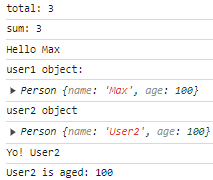 total: 3
sum: 3
Hello Max
user1 object:
▶ Person {name: 'Max', age: 100}
user2 object
▶ Person {name: 'User2', age: 100}
Yo! User2
User2 is aged: 100